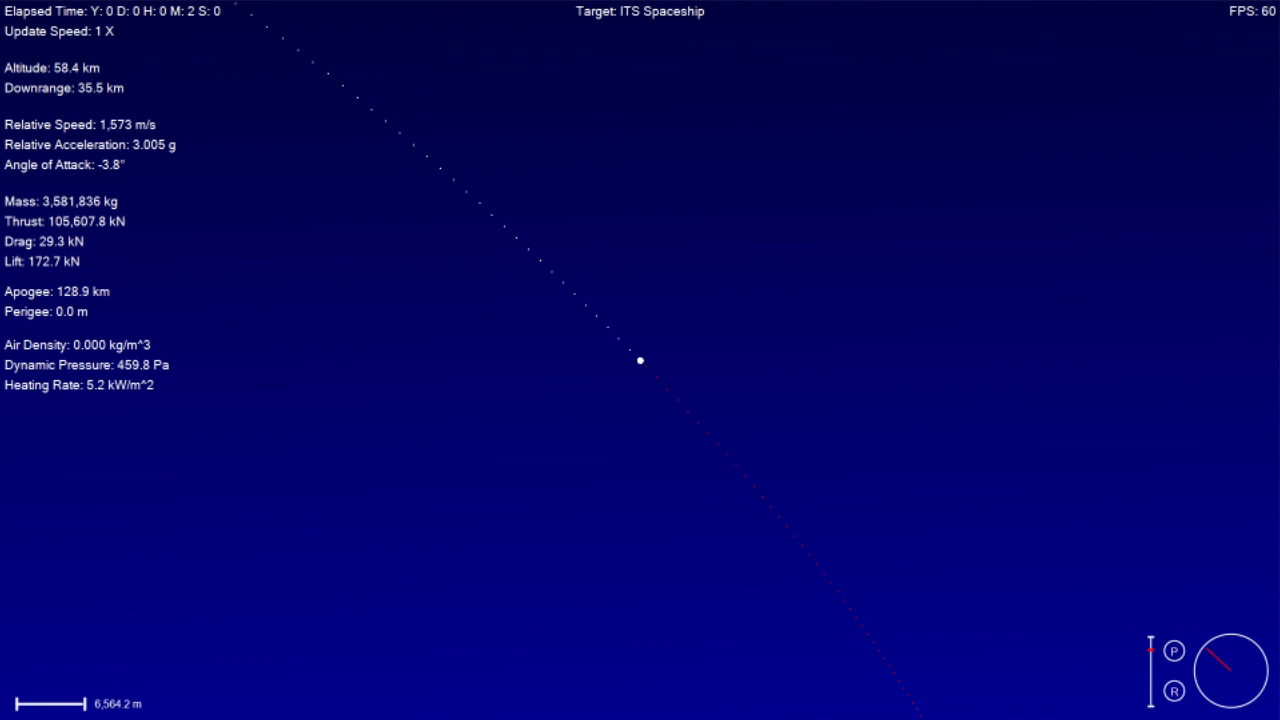 Elapsed Time: Y: 0 D: 0 H: 0 M: 2 S: 0
Target: ITS Spaceship
FPS: 60
Update Speed: 1 X
Altitude: 58.4 km
Downrange: 35.5 km
Relative Speed: 1,573 m/s
Relative Acceleration: 3.005 g
Angle of Attack: -3.8°
Mass: 3,581,836 kg
Thrust: 105,607.8 kN
Drag: 29.3 kN
Lift: 172.7 kN
Apogee: 128.9 km
Perigee: 0.0 m
Air Density: 0.000 kg/m^3
Dynamic Pressure: 459.8 Pa
Heating Rate: 5.2 kW/m^2
P
R
6,564.2 m